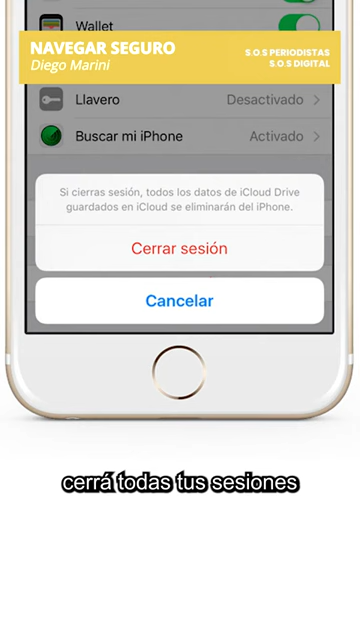 Wallet
NAVEGAR SEGURO
Diego Marini
S.O.S PERIODISTAS
S.O.S DIGITAL
Llavero
Desactivado
Buscar mi iPhone
Activado
Si cierras sesión, todos los datos de iCloud Drive
guardados en iCloud se eliminarán del iPhone.
Cerrar sesión
Cancelar
cerrá todas tus sesiones